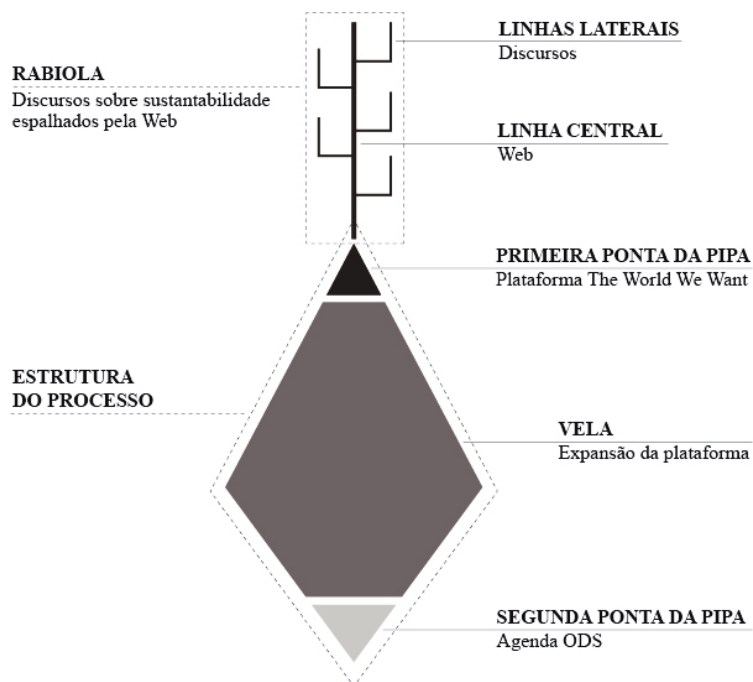 LINHAS LATERAIS
Discursos
RABIOLA
Discursos sobre sustantabilidade
espalhados pela Web
LINHA CENTRAL
Web
PRIMEIRA PONTA DA PIPA
Plataforma The World We Want
ESTRUTURA
DO PROCESSO
VELA
Expansão da plataforma
SEGUNDA PONTA DA PIPA
Agenda ODS